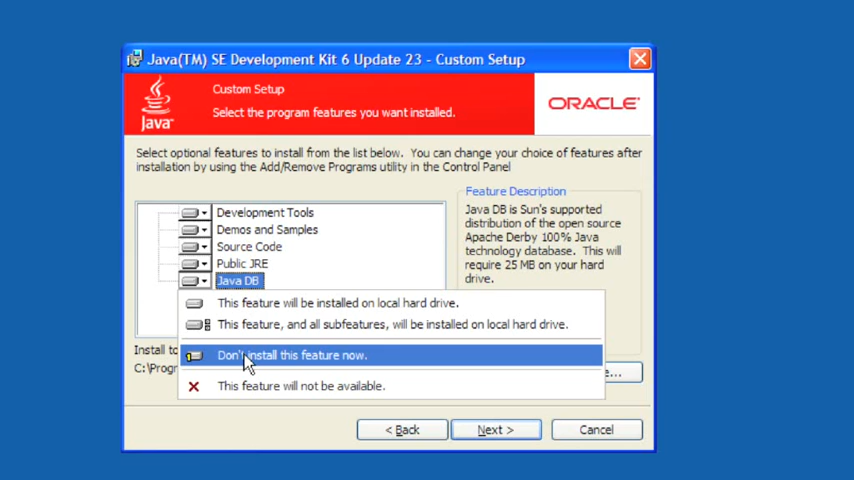 Java(TM) SE Development Kit 6 Update 23 - Custom Setup
Custom Setup
Select the program features you want installed.
Java
ORACLE
Select optional features to install from the list below. You can change your choice of features after
installation by using the Add/Remove Programs utility in the Control Panel
Development Tools
Demos and Samples
Source Code
Public JRE
Java DB
Feature Description
Java DB is Sun's supported
distribution of the open source
Apache Derby 100% Java
technology database. This will
require 25 MB on your hard
drive.
This feature will be installed on local hard drive.
This feature, and all subfeatures, will be installed on local hard drive.
Don't install this feature now.
This feature will not be available.
Install to
C:\Progr
e...
< Back
Next >
Cancel